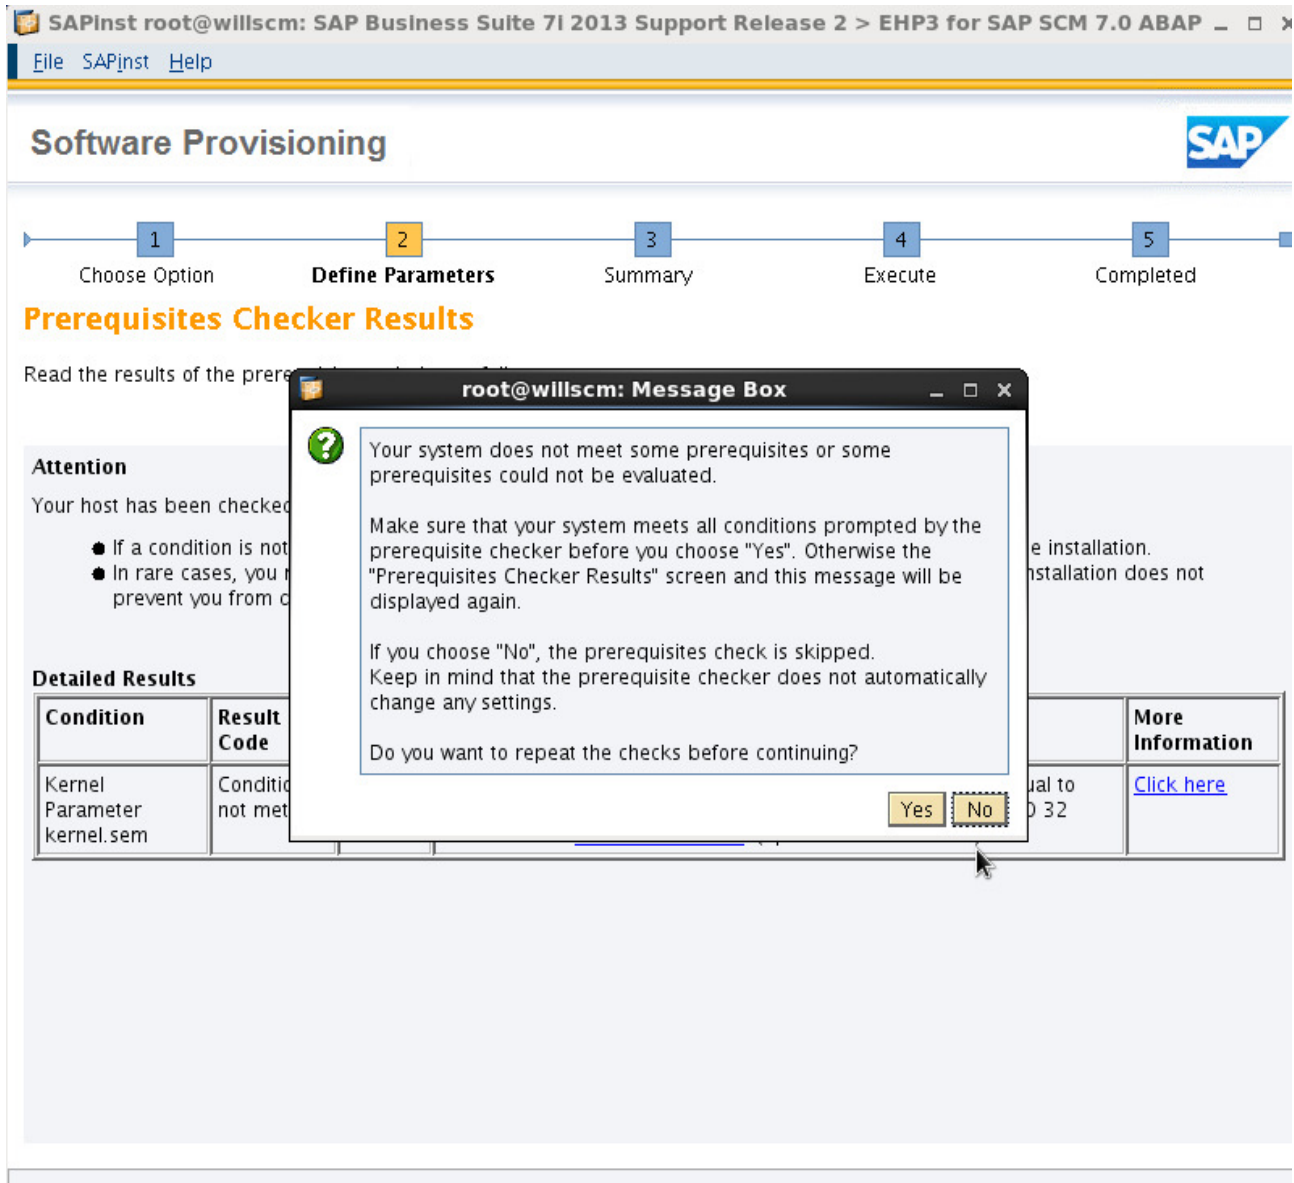 SAPinst root@willscm: SAP Business Suite 7i 2013 Support Release 2 > EHP3 for SAP SCM 7.0 ABAP
File SAPinst Help
Software Provisioning
SAP
1 2 3 4 5
Choose Option Define Parameters Summary Execute Completed
Prerequisites Checker Results
Read the results of the
root@willscm: Message Box
Your system does not meet some prerequisites or some
prerequisites could not be evaluated.
Make sure that your system meets all conditions prompted by the
prerequisite checker before you choose "Yes". Otherwise the
"Prerequisites Checker Results" screen and this message will be
displayed again.
If you choose "No", the prerequisites check is skipped.
Keep in mind that the prerequisite checker does not automatically
change any settings.
Do you want to repeat the checks before continuing?
Yes No
Attention
Your host has been checked
If a condition is not
installation.
In rare cases, you
does not
prevent you from
Detailed Results
Condition Result Code More Information
Kernel Parameter kernel.sem
not met
to
32
Click here